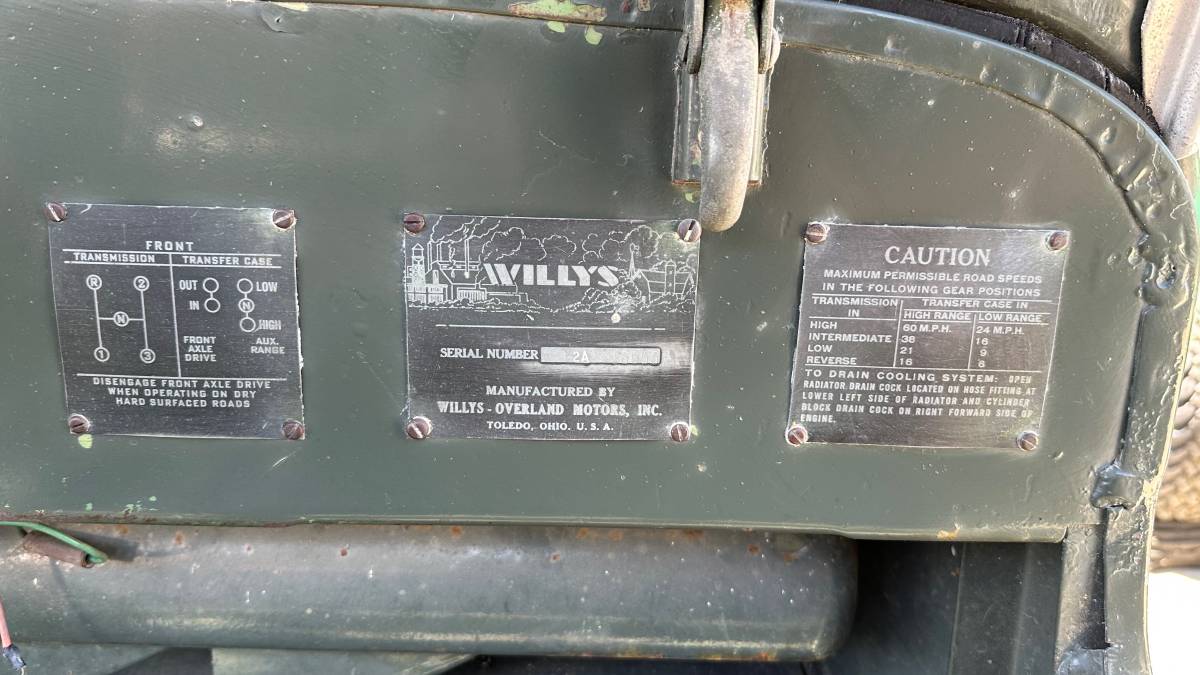 FRONT
TRANSMISSION TRANSFER CASE
R 2 OUT LOW
IN N
N HIGH
1 3 FRONT AXLE DRIVE AUX. RANGE
DISENGAGE FRONT AXLE DRIVE
WHEN OPERATING ON DRY
HARD SURFACED ROADS
WILLYS
SERIAL NUMBER 2A
MANUFACTURED BY
WILLYS - OVERLAND MOTORS, INC.
TOLEDO, OHIO. U. S. A.
CAUTION
MAXIMUM PERMISSIBLE ROAD SPEEDS
IN THE FOLLOWING GEAR POSITIONS
TRANSMISSION TRANSFER CASE IN
IN HIGH RANGE LOW RANGE
HIGH 60 M.P.H. 24 M.P.H.
INTERMEDIATE 38 16
LOW 21 9
REVERSE 16 8
TO DRAIN COOLING SYSTEM: OPEN
RADIATOR DRAIN COCK LOCATED ON HOSE FITTING AT
LOWER LEFT SIDE OF RADIATOR AND CYLINDER
BLOCK DRAIN COCK ON RIGHT FORWARD SIDE OF
ENGINE.